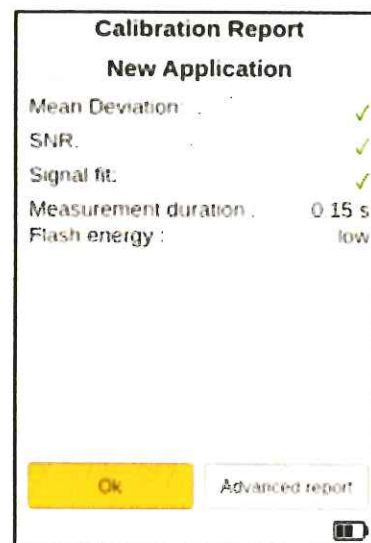 Calibration Report
New Application
Mean Deviation :
✓
SNR:
✓
Signal fit:
✓
Measurement duration : 0.15 s
Flash energy : low
Ok
Advanced report